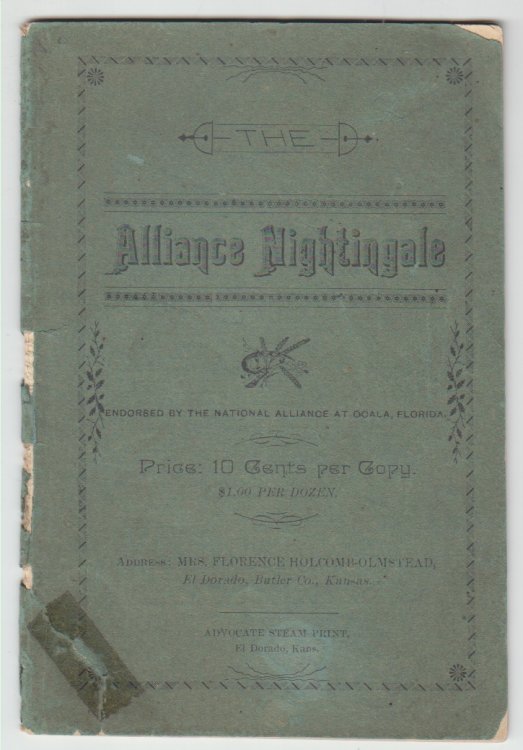 THE
Alliance Nightingale
ENDORSED BY THE NATIONAL ALLIANCE AT OCALA, FLORIDA.
Price: 10 Cents per Copy.
$1.00 PER DOZEN.
ADDRESS: MRS. FLORENCE HOLCOMB-OLMSTEAD,
El Dorado, Butler Co., Kansas.
ADVOCATE STEAM PRINT,
El Dorado, Kans.